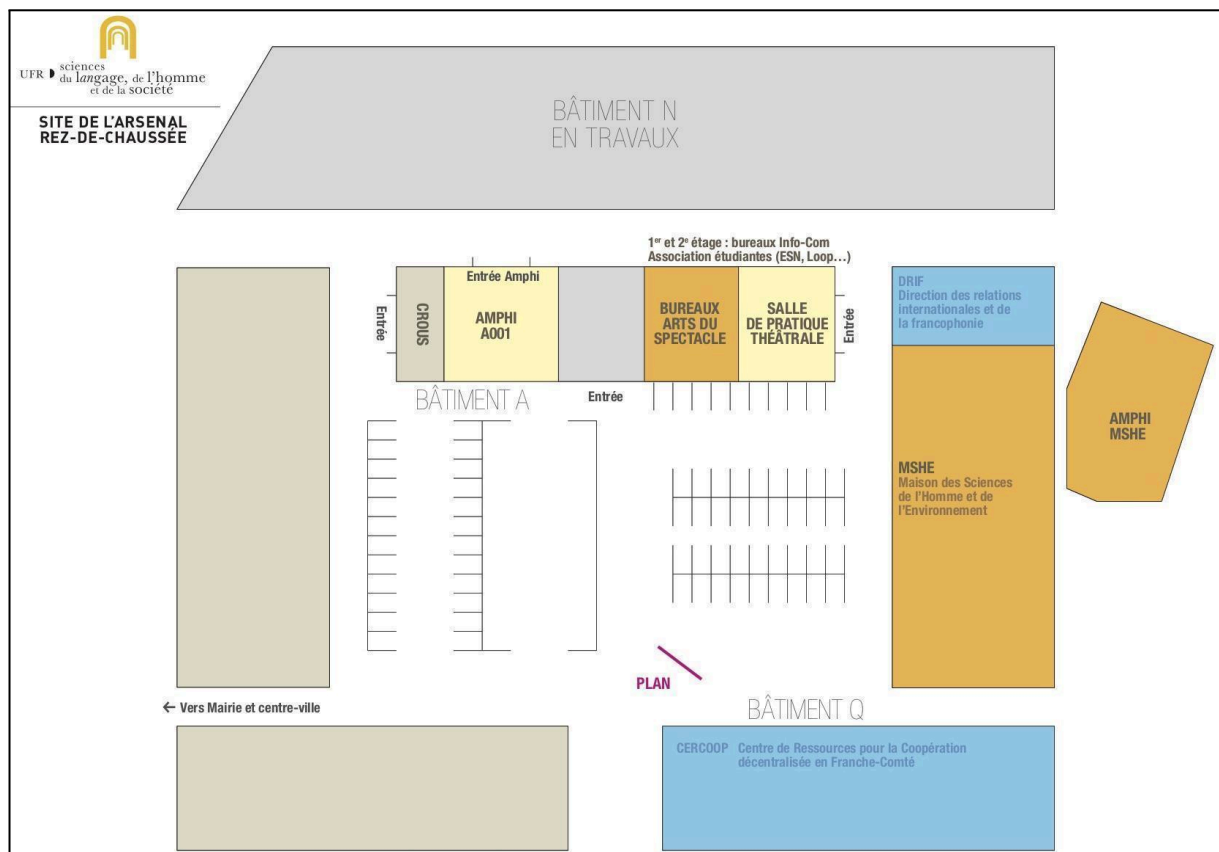 UFR sciences
du langage, de l'homme
et de la société
SITE DE L'ARSENAL
REZ-DE-CHAUSSÉE
BÂTIMENT N
EN TRAVAUX
1er et 2e étage : bureaux Info-Com
Association étudiantes (ESN, Loop...)
Entrée
CROUS
Entrée Amphi
AMPHI
A001
BUREAUX
ARTS DU
SPECTACLE
SALLE
DE PRATIQUE
THÉÂTRALE
Entrée
DRIF
Direction des relations
internationales et de
la francophonie
BÂTIMENT A
Entrée
AMPHI
MSHE
MSHE
Maison des Sciences
de l'Homme et de
l'Environnement
PLAN
← Vers Mairie et centre-ville
BÂTIMENT Q
CERCOOP Centre de Ressources pour la Coopération
décentralisée en Franche-Comté